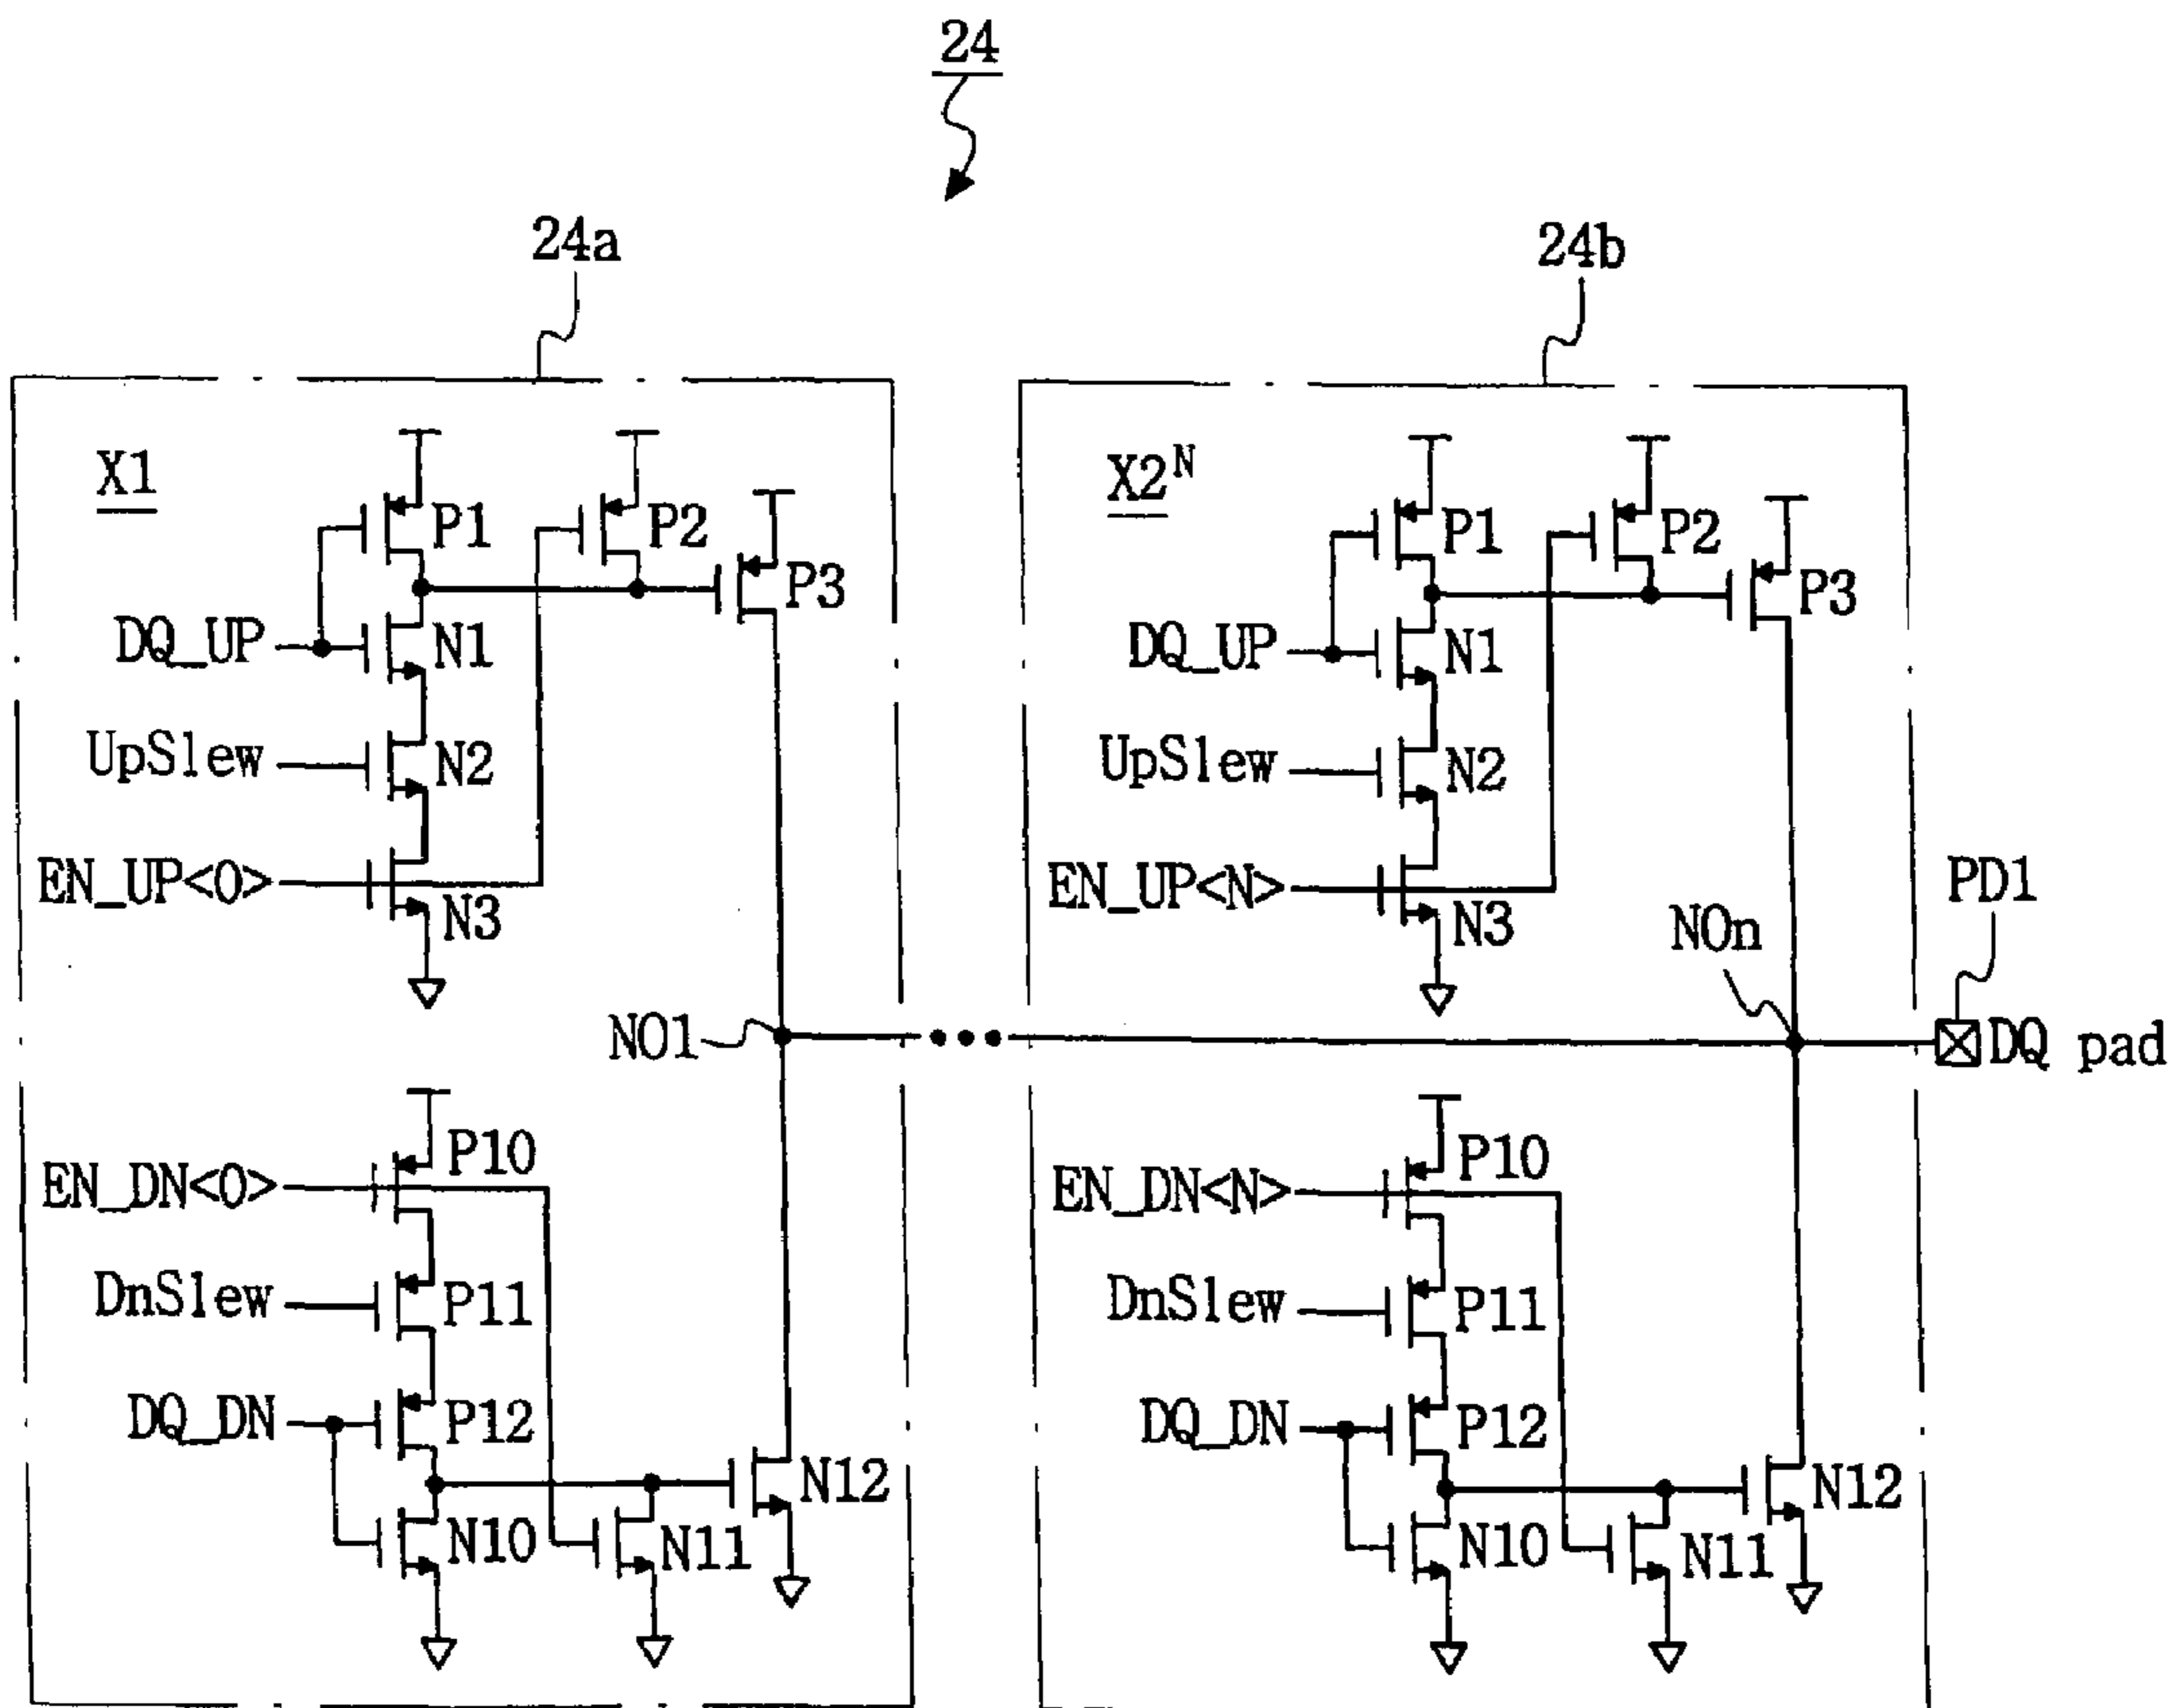 24
24a
24b
X1
P1
P2
P3
DQ_UP
N1
UpSlew
N2
EN_UP<0>
N3
NO1
EN_DN<0>
P10
DnSlew
P11
DQ_DN
P12
N10
N11
N12
X2^N
P1
P2
P3
DQ_UP
N1
UpSlew
N2
EN_UP<N>
N3
NOn
PD1
DQ pad
EN_DN<N>
P10
DnSlew
P11
DQ_DN
P12
N10
N11
N12